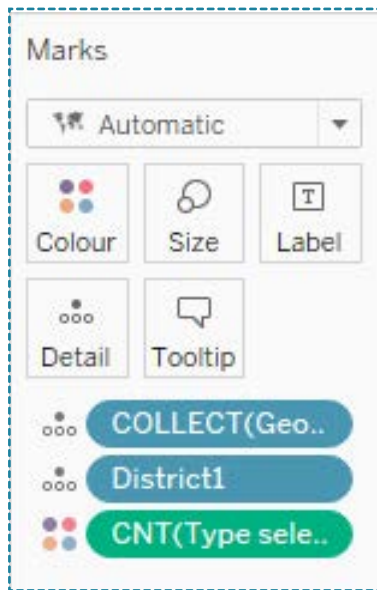 Marks
Automatic
Colour Size Label
Detail Tooltip
COLLECT(Geo..
District1
CNT(Type sele..